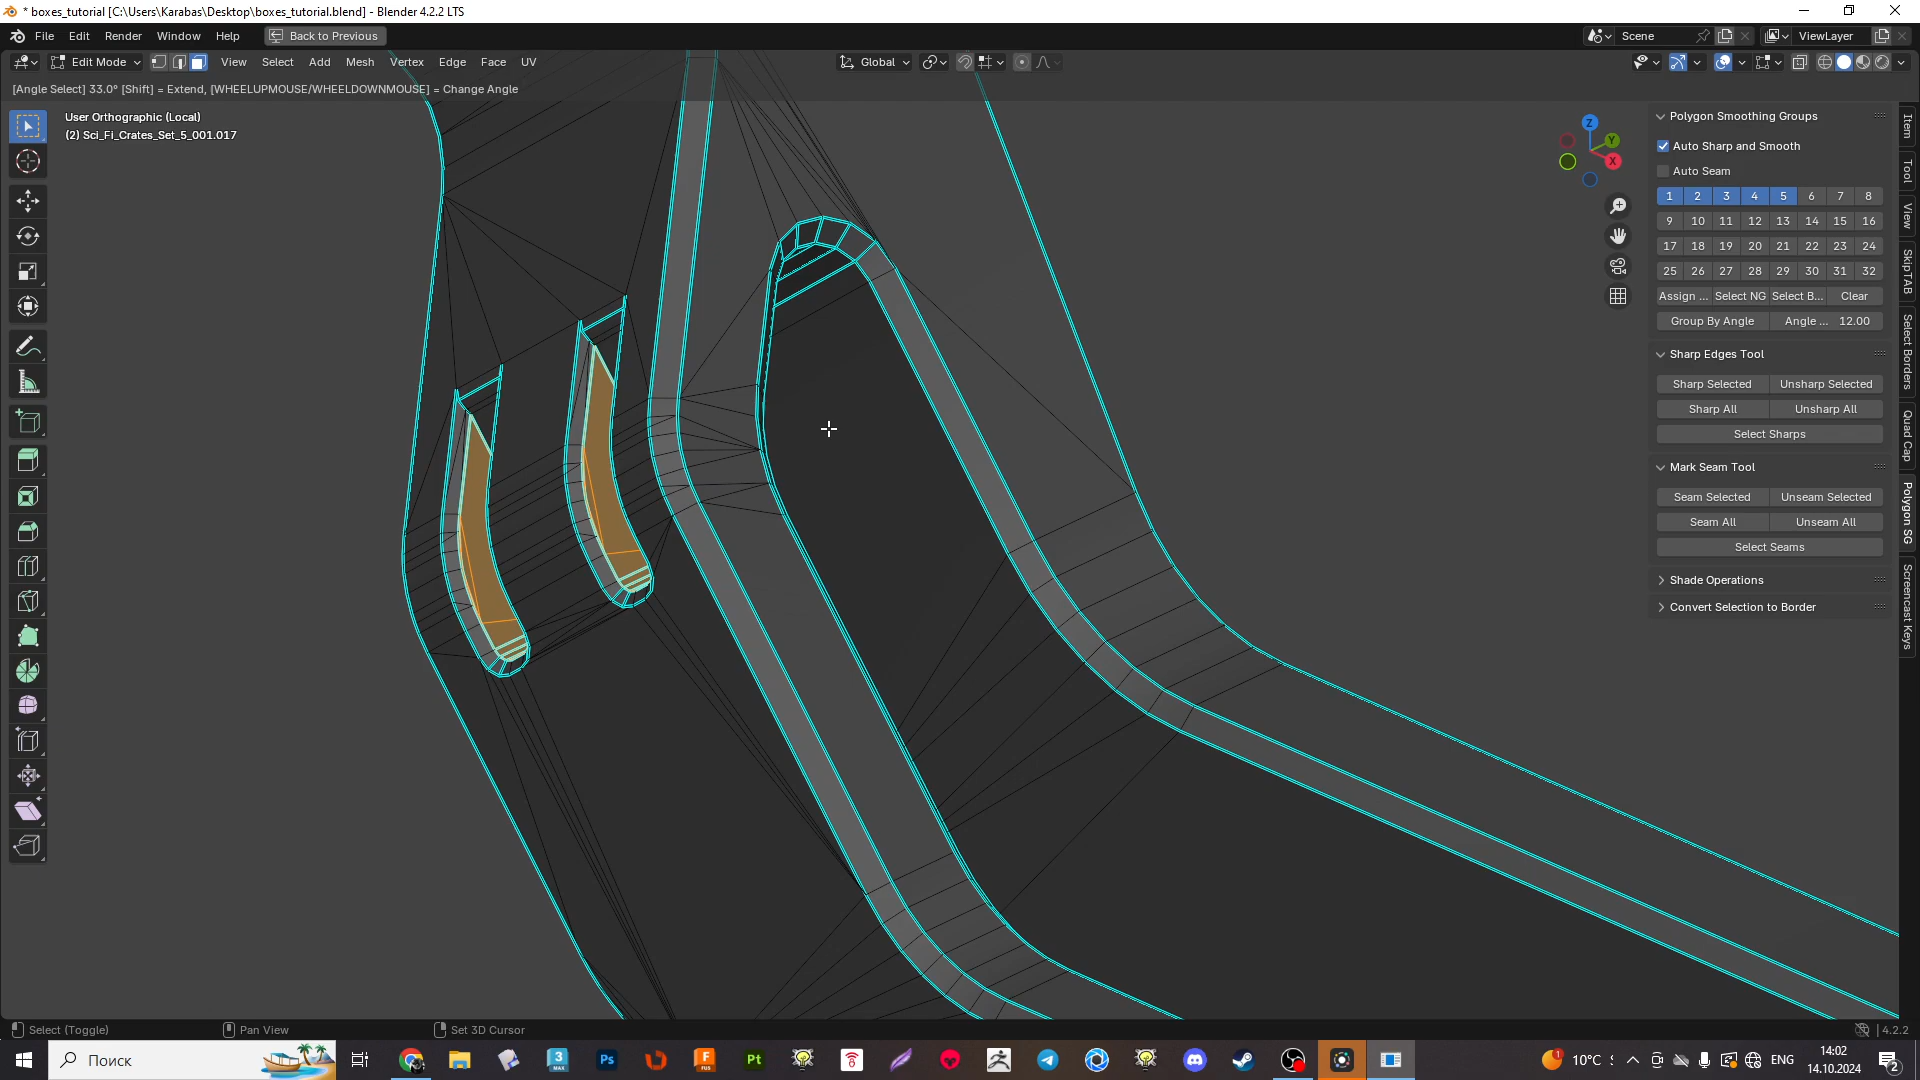 * boxes_tutorial [C:\Users\Karabas\Desktop\boxes_tutorial.blend] - Blender 4.2.2 LTS
File Edit Render Window Help Back to Previous Scene ViewLayer
Edit Mode View Select Add Mesh Vertex Edge Face UV Global
[Angle Select] 33.0° [Shift] = Extend, [WHEELUPMOUSE/WHEELDOWNMOUSE] = Change Angle
User Orthographic (Local)
(2) Sci_Fi_Crates_Set_5_001.017
Z
Y
X
Polygon Smoothing Groups
Auto Sharp and Smooth
Auto Seam
1 2 3 4 5 6 7 8
9 10 11 12 13 14 15 16
17 18 19 20 21 22 23 24
25 26 27 28 29 30 31 32
Assign ... Select NG Select B... Clear
Group By Angle Angle ... 12.00
Sharp Edges Tool
Sharp Selected Unsharp Selected
Sharp All Unsharp All
Select Sharps
Mark Seam Tool
Seam Selected Unseam Selected
Seam All Unseam All
Select Seams
Shade Operations
Convert Selection to Border
Item
Tool
View
SkipTAB
Select Borders
Quad Cap
Polygon SG
Screencast Keys
Select (Toggle) Pan View Set 3D Cursor 4.2.2
Поиск
3
MAX
Ps
F
FUS
Pt
1
10°C
ENG
14:02
14.10.2024
2